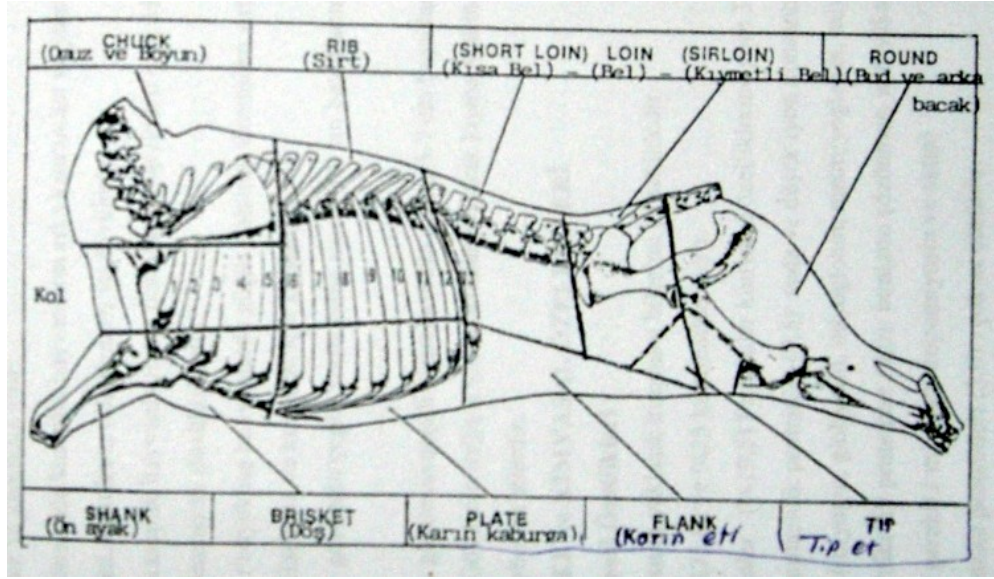 CHUCK
(Omuz ve Boyun)
RIB
(Sırt)
(SHORT LOIN) LOIN (SIRLOIN)
(Kısa Bel) - (Bel) - (Kıymetli Bel)
ROUND
(Bud ve arka
bacak)
1 2 3 4 5 6 7 8 9 10 11 12 13
Kol
SHANK
(Ön ayak)
BRISKET
(Döş)
PLATE
(Karın kaburga)
FLANK
(Karın eti
TIP
Tip et